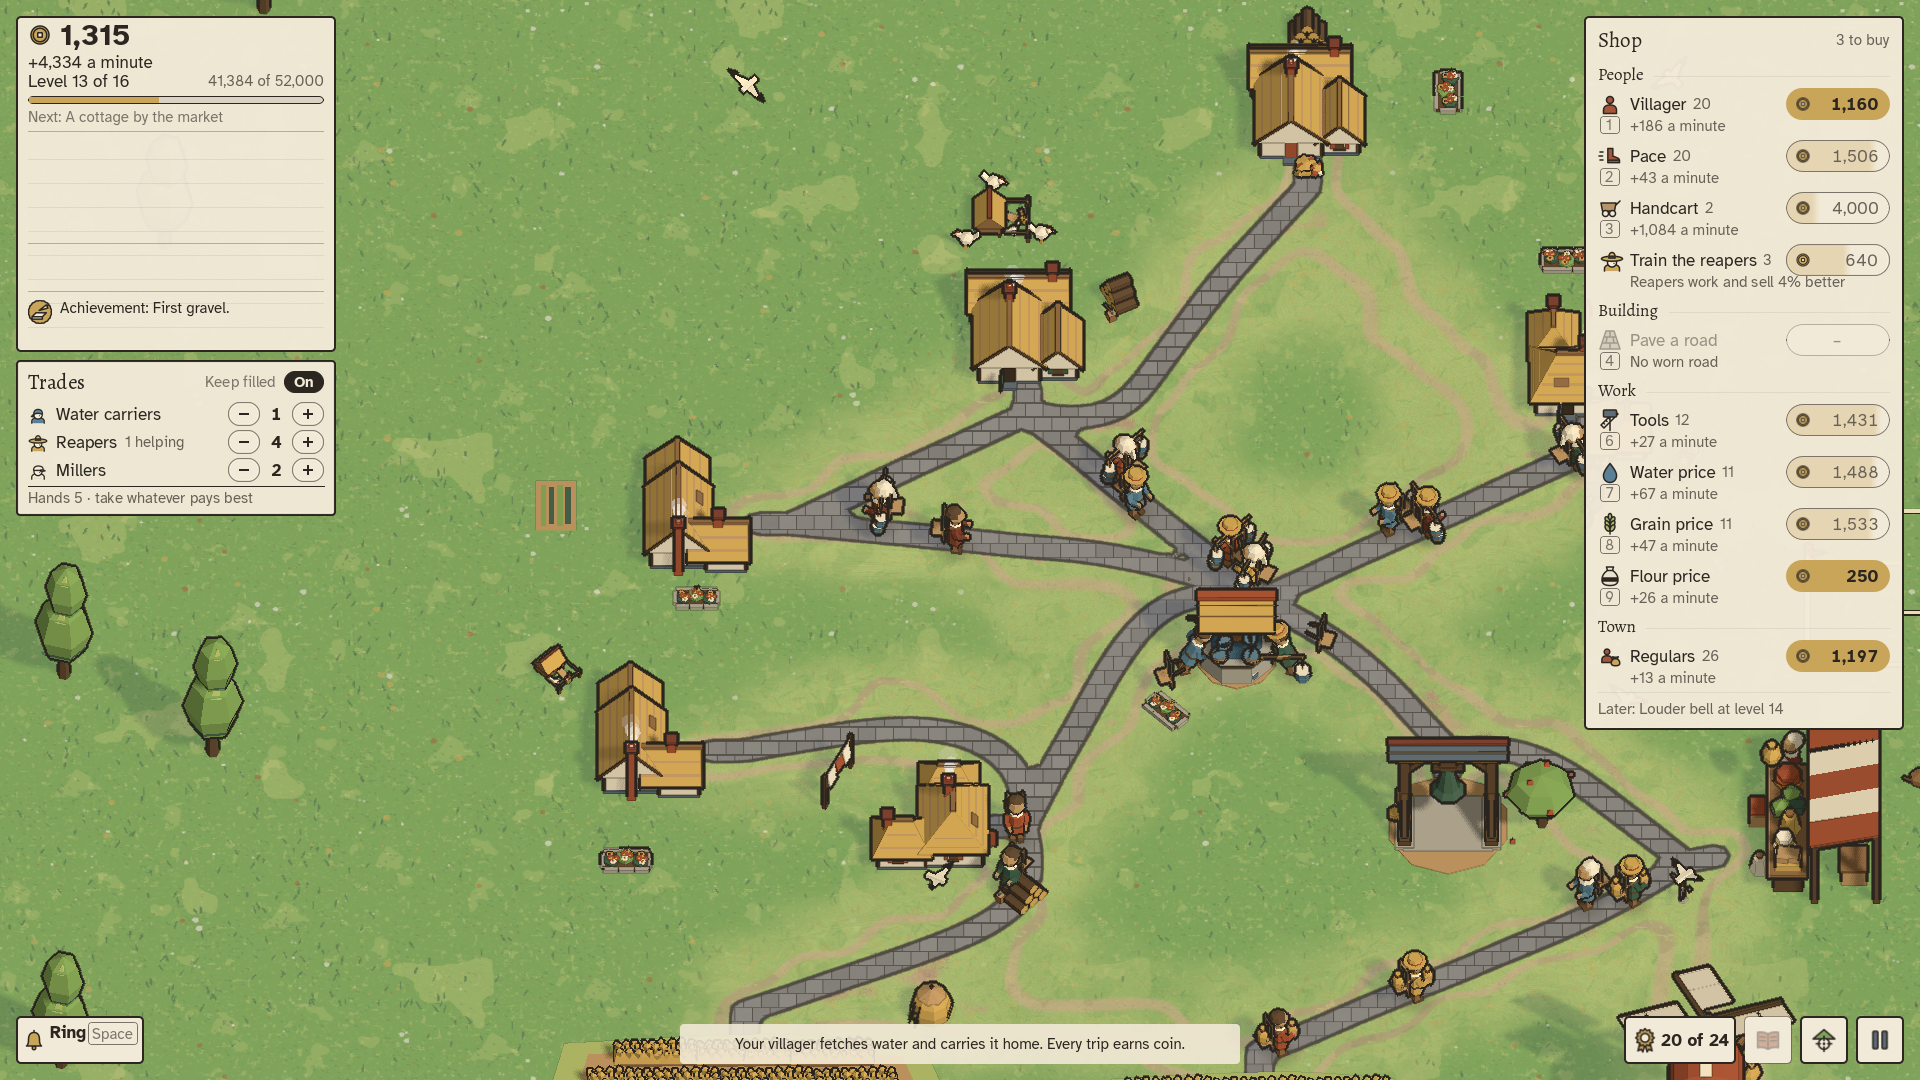 1,315
+4,334 a minute
Level 13 of 16 41,384 of 52,000
Next: A cottage by the market
Achievement: First gravel.
Trades Keep filled On
Water carriers − 1 +
Reapers 1 helping − 4 +
Millers − 2 +
Hands 5 · take whatever pays best
Ring Space
Your villager fetches water and carries it home. Every trip earns coin.
Shop 3 to buy
People
Villager 20 1,160
1 +186 a minute
Pace 20 1,506
2 +43 a minute
Handcart 2 4,000
3 +1,084 a minute
Train the reapers 3 640
Reapers work and sell 4% better
Building
Pave a road –
4 No worn road
Work
Tools 12 1,431
6 +27 a minute
Water price 11 1,488
7 +67 a minute
Grain price 11 1,533
8 +47 a minute
Flour price 250
9 +26 a minute
Town
Regulars 26 1,197
+13 a minute
Later: Louder bell at level 14
20 of 24